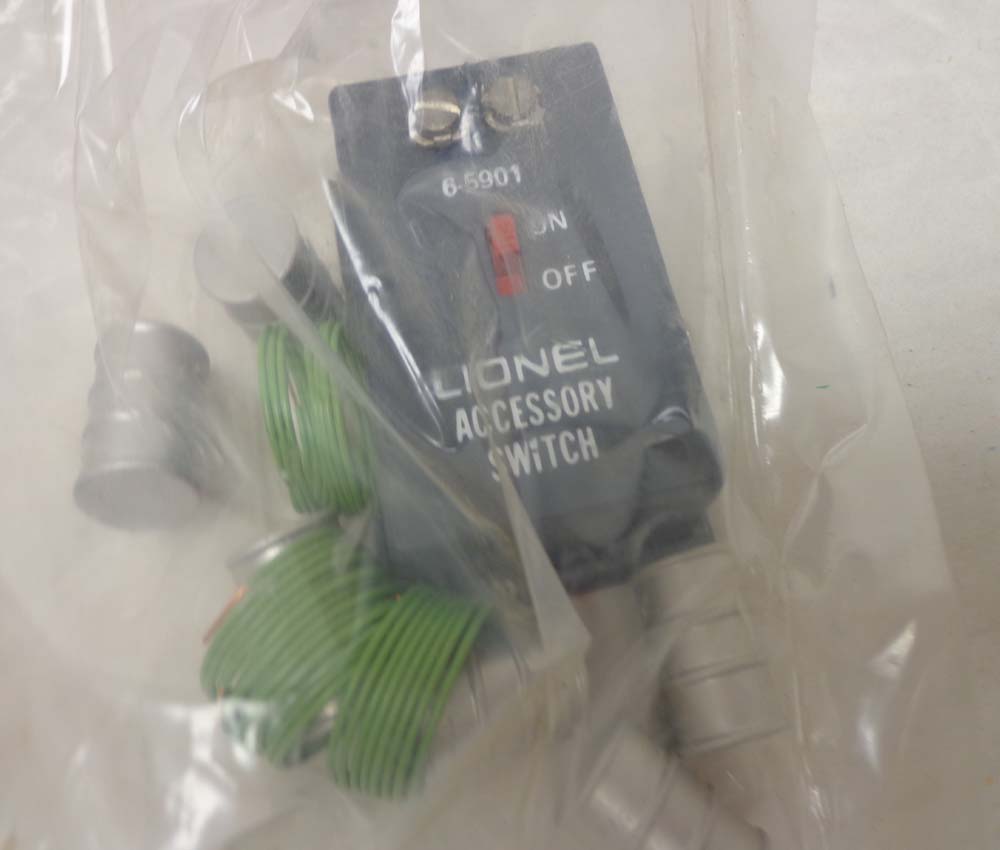 6-5901
ON
OFF
LIONEL
ACCESSORY
SWITCH